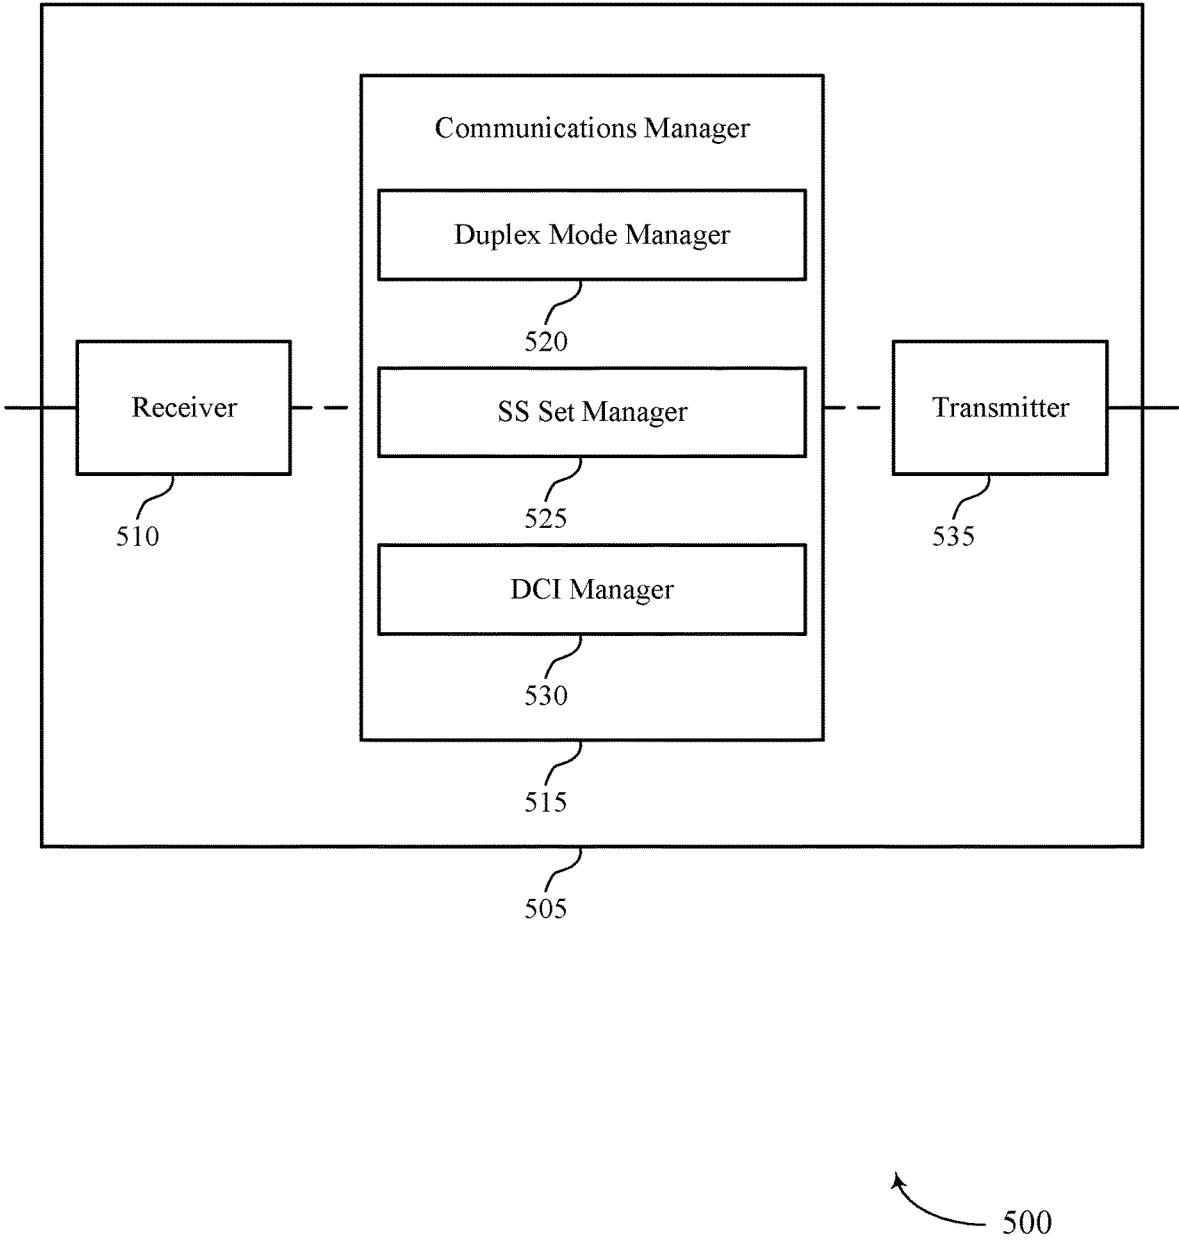 Communications Manager
Duplex Mode Manager
520
Receiver
510
SS Set Manager
525
Transmitter
535
DCI Manager
530
515
505
500